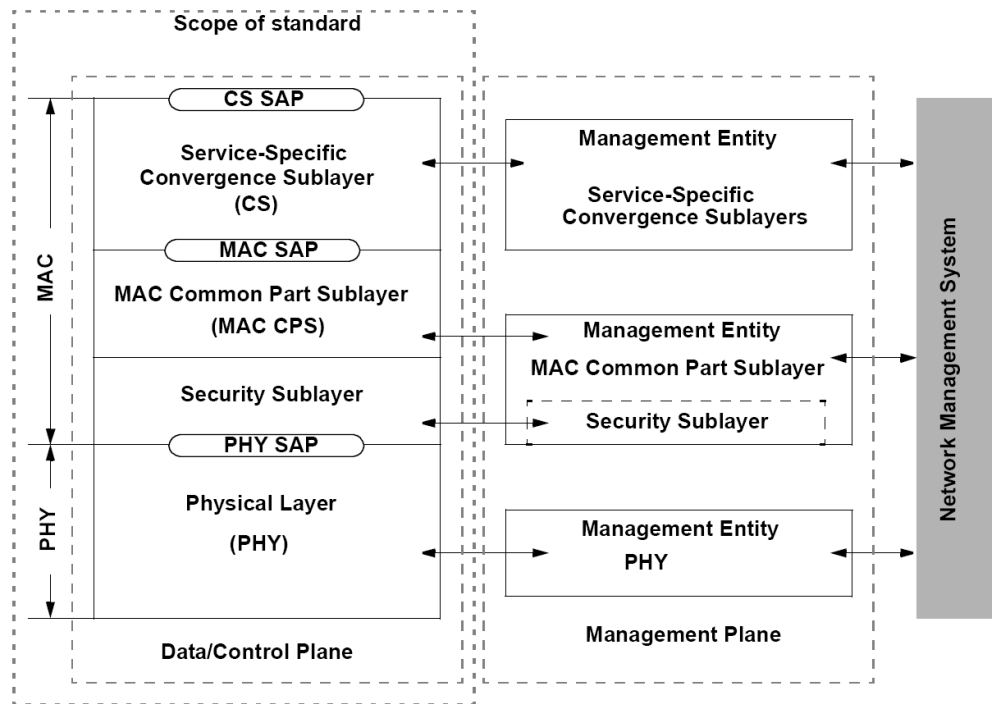 Scope of standard
CS SAP
Service-Specific
Convergence Sublayer
(CS)
MAC SAP
MAC Common Part Sublayer
(MAC CPS)
Security Sublayer
PHY SAP
Physical Layer
(PHY)
Data/Control Plane
MAC
PHY
Management Entity
Service-Specific
Convergence Sublayers
Management Entity
MAC Common Part Sublayer
Security Sublayer
Management Entity
PHY
Management Plane
Network Management System